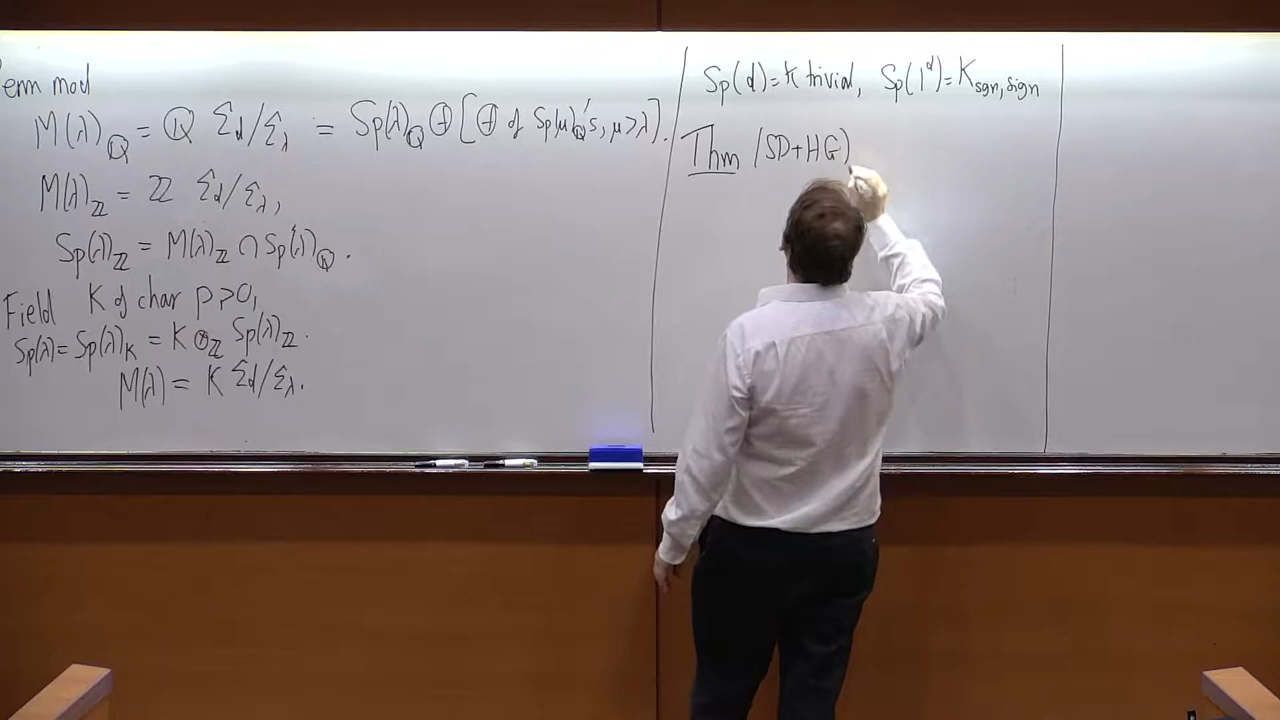 erm mod
M(λ)_ℚ = ℚ Σ_d/Σ_λ = Sp(λ)_ℚ ⊕ [⊕ of Sp(μ)_ℚ's, μ>λ].
M(λ)_ℤ = ℤ Σ_d/Σ_λ,
Sp(λ)_ℤ = M(λ)_ℤ ∩ Sp(λ)_ℚ.
Field K of char p>0,
Sp(λ) = Sp(λ)_K = K ⊗_ℤ Sp(λ)_ℤ.
M(λ) = K Σ_d/Σ_λ.
Sp(d) = K trivial, Sp(1^d) = K_sgn, sign
Thm (SD+HG)